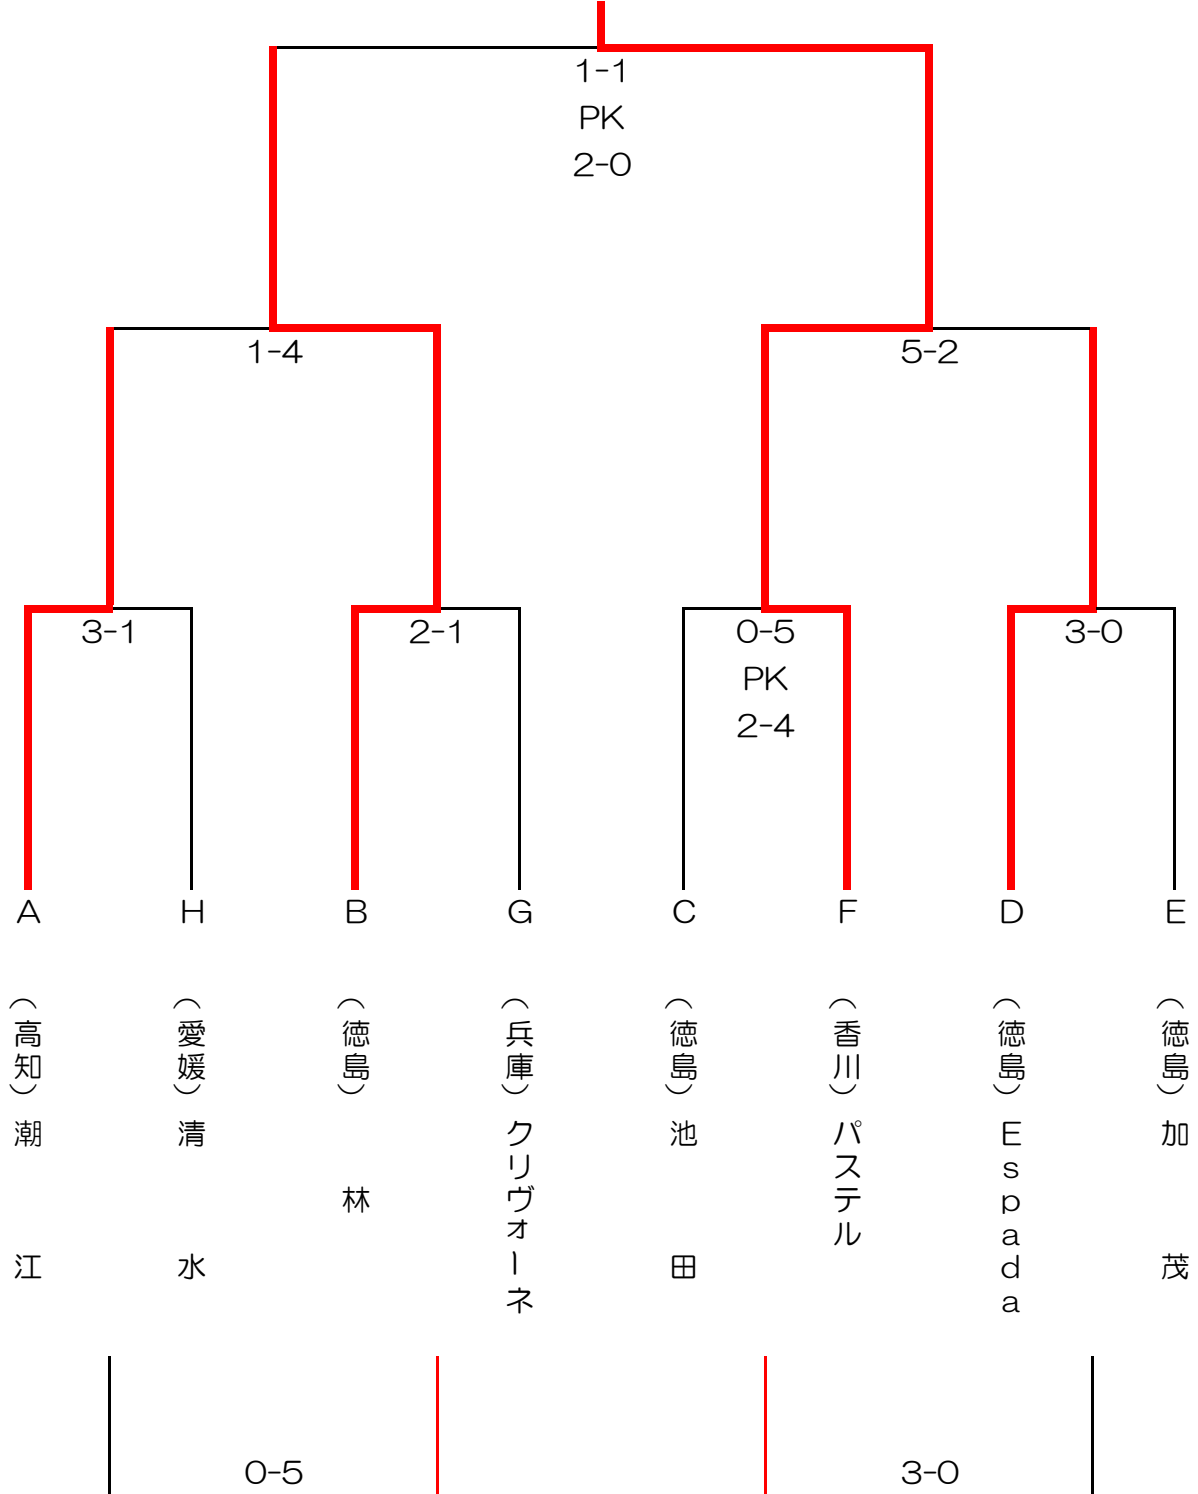 1-1
PK
2-0
1-4
5-2
3-1
2-1
0-5
PK
2-4
3-0
A
H
B
G
C
F
D
E
（高知）潮江
（愛媛）清水
（徳島）林
（兵庫）クリヴォーネ
（徳島）池田
（香川）パステル
（徳島）Espada
（徳島）加茂
0-5
3-0